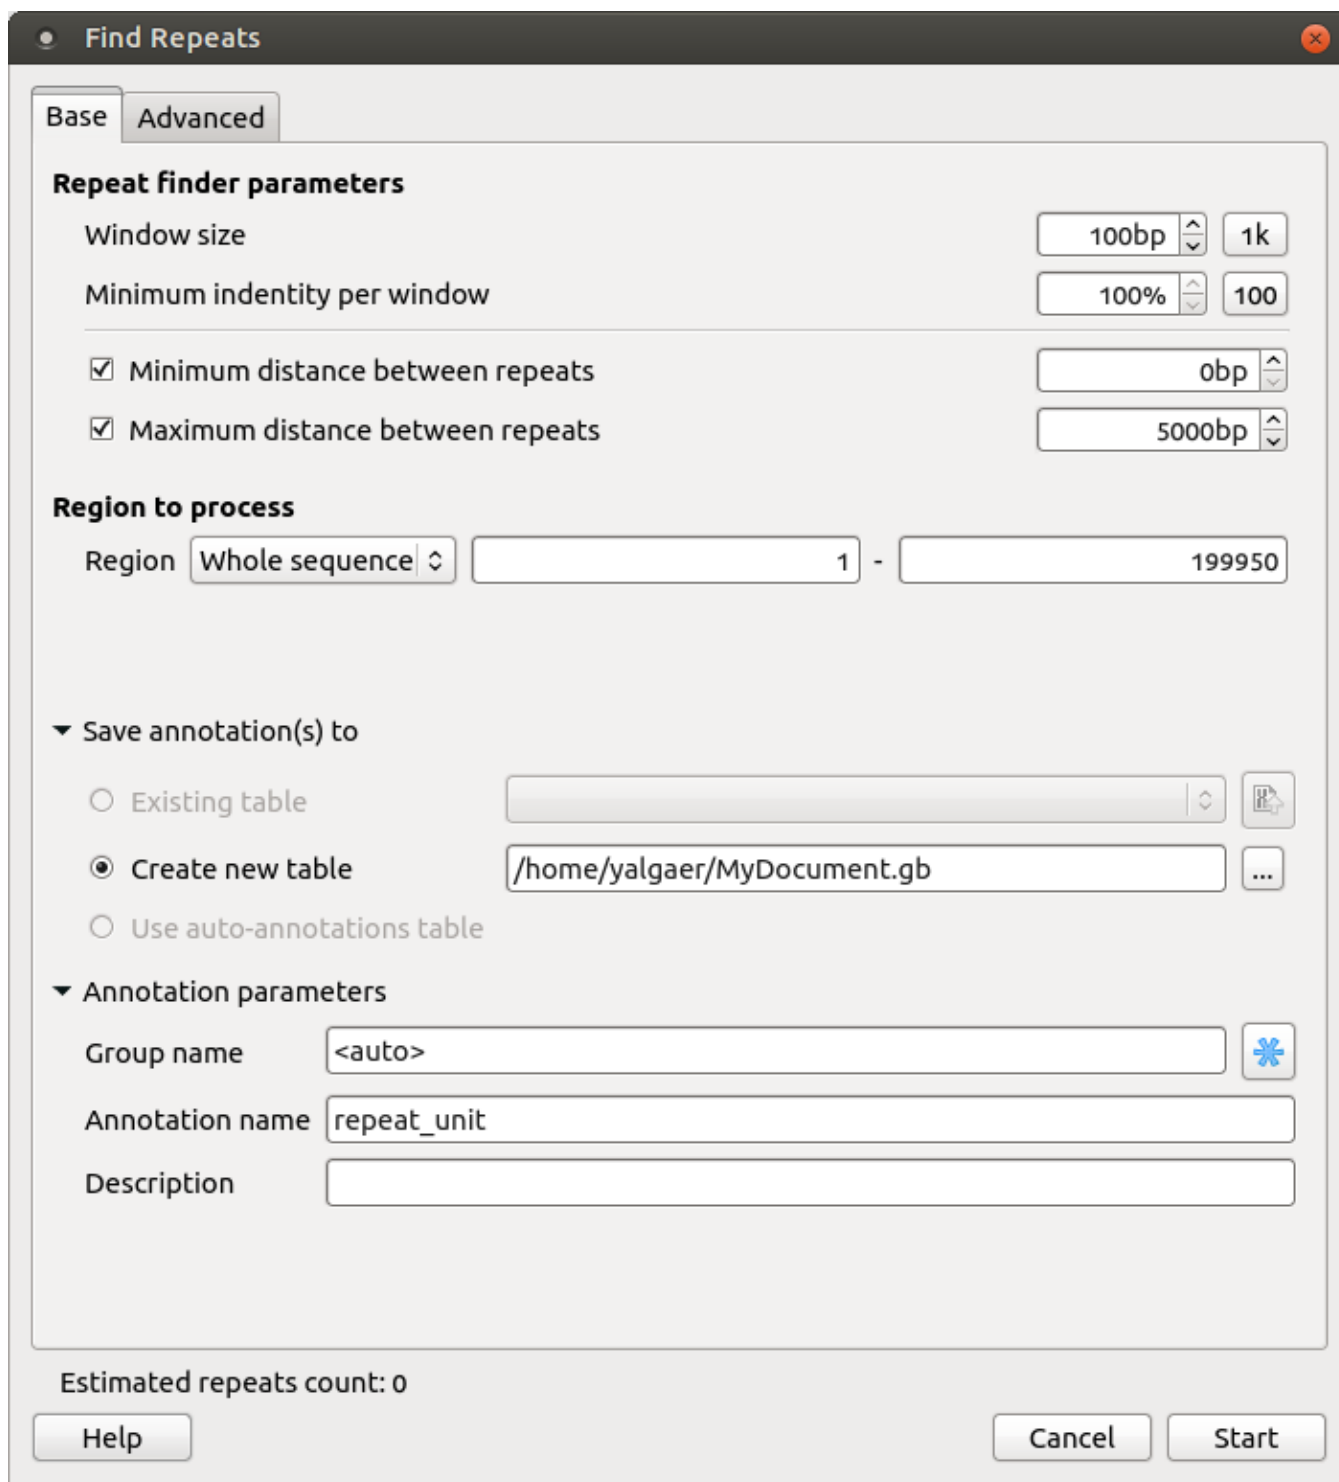 Find Repeats
Base Advanced
Repeat finder parameters
Window size 100bp 1k
Minimum indentity per window 100% 100
Minimum distance between repeats 0bp
Maximum distance between repeats 5000bp
Region to process
Region Whole sequence 1 - 199950
Save annotation(s) to
Existing table
Create new table /home/yalgaer/MyDocument.gb ...
Use auto-annotations table
Annotation parameters
Group name <auto>
Annotation name repeat_unit
Description
Estimated repeats count: 0
Help Cancel Start